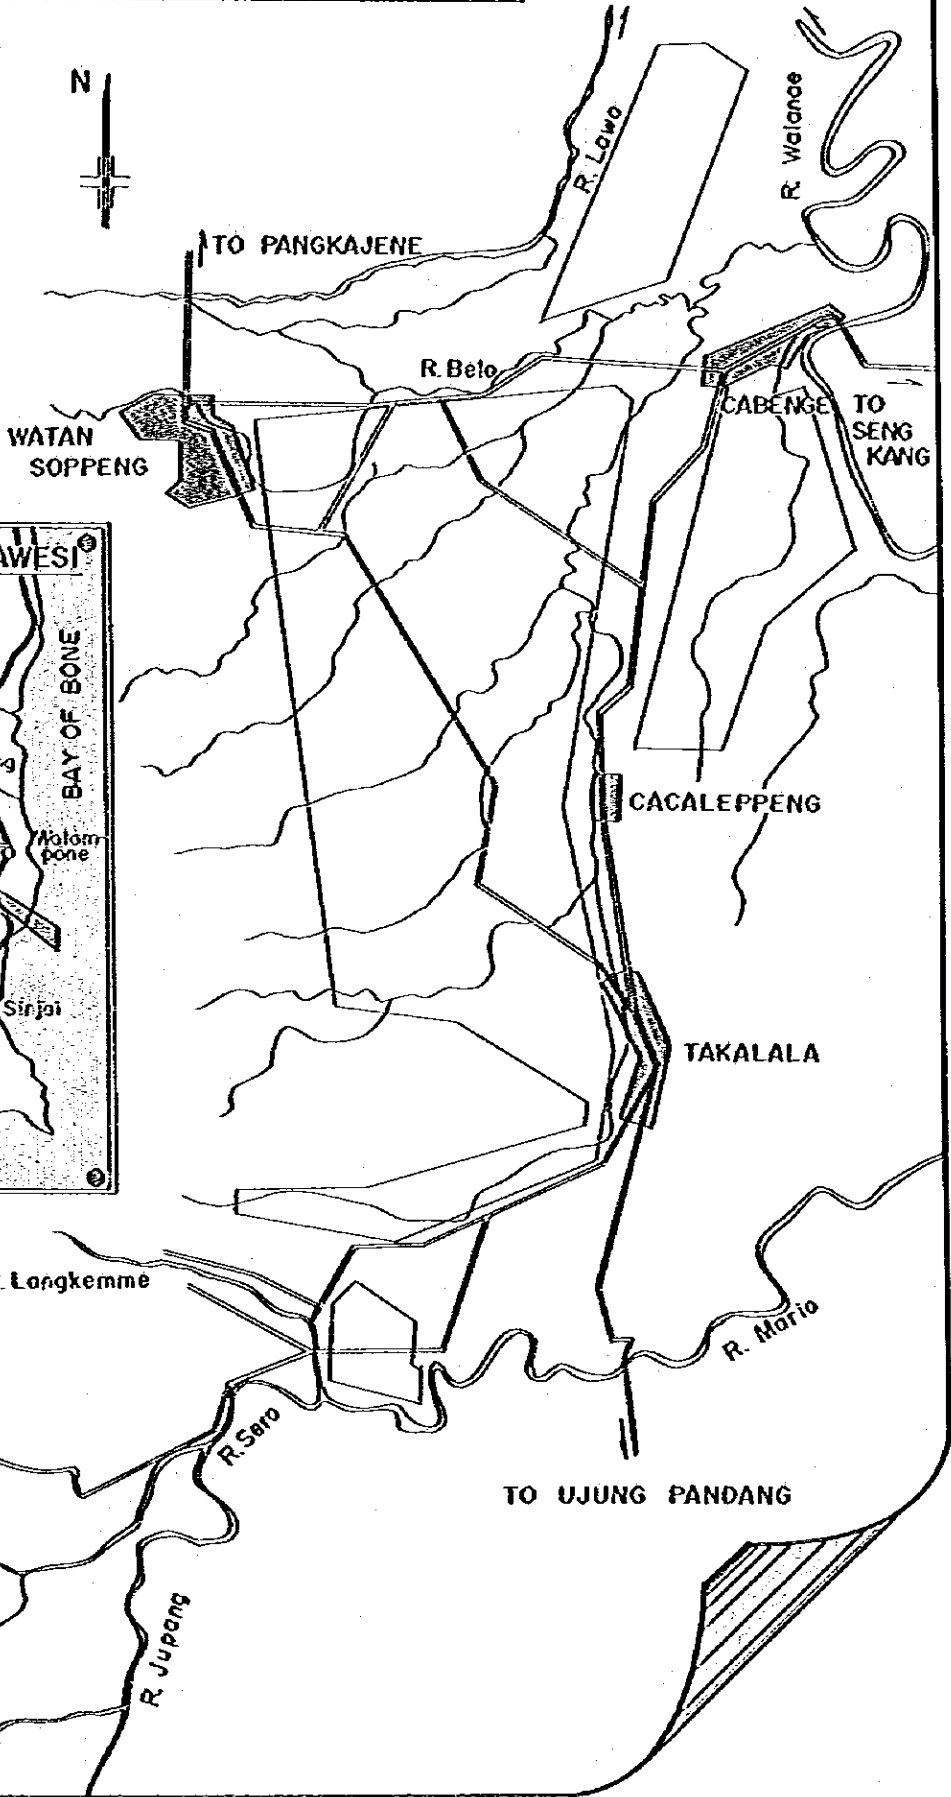 N
R. Lawo
R. Walanae
TO PANGKAJENE
R. Belo
CABENGE
TO
SENG
KANG
WATAN
SOPPENG
AWESI
BAY OF BONE
g
Watam
pone
Sinjai
CACALEPPENG
TAKALALA
. Langkemme
R. Mario
R. Sero
TO UJUNG PANDANG
R. Jupang